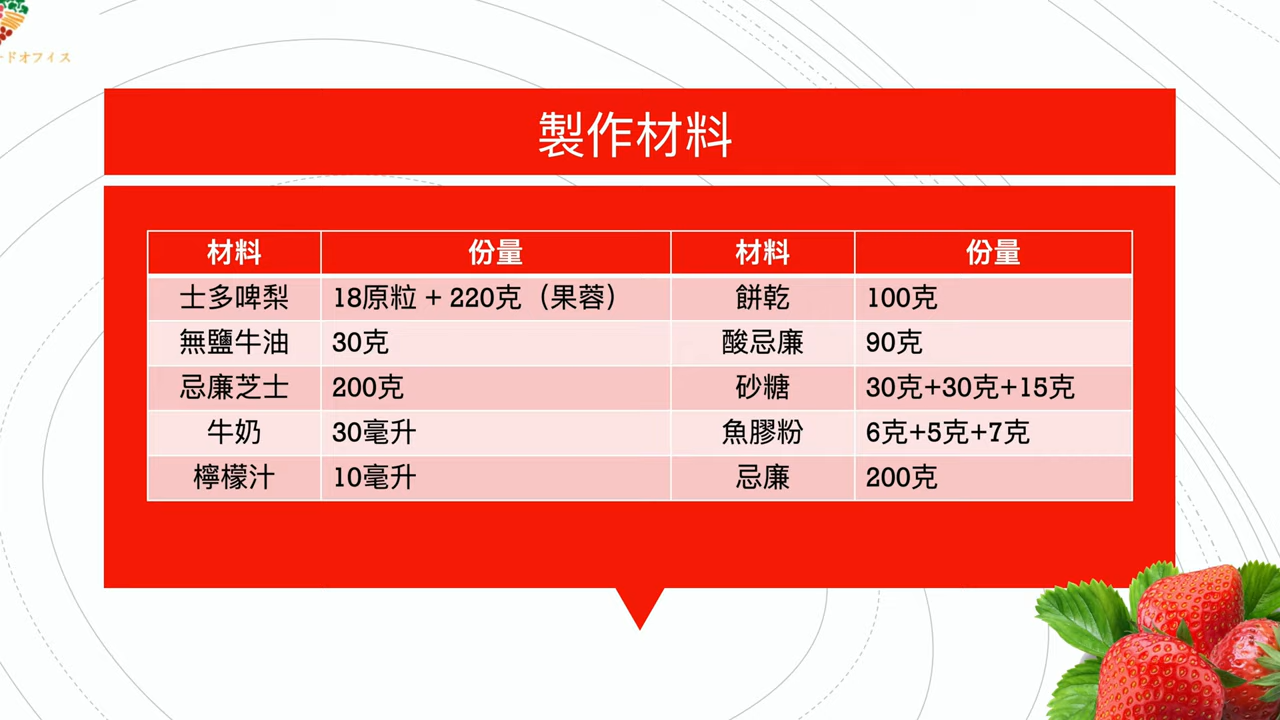 ードオフィス
製作材料
材料 份量 材料 份量
士多啤梨 18原粒 + 220克（果蓉） 餅乾 100克
無鹽牛油 30克 酸忌廉 90克
忌廉芝士 200克 砂糖 30克+30克+15克
牛奶 30毫升 魚膠粉 6克+5克+7克
檸檬汁 10毫升 忌廉 200克